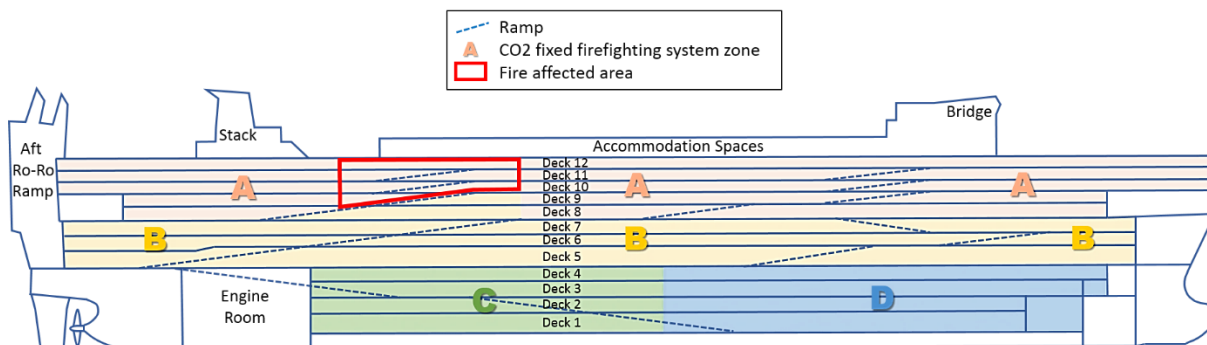 Ramp
A CO2 fixed firefighting system zone
Fire affected area
Bridge
Stack
Aft
Ro-Ro
Ramp
Accommodation Spaces
Deck 12
Deck 11
Deck 10
Deck 9
Deck 8
Deck 7
Deck 6
Deck 5
Deck 4
Deck 3
Deck 2
Deck 1
A
A
A
B
B
B
C
D
Engine
Room